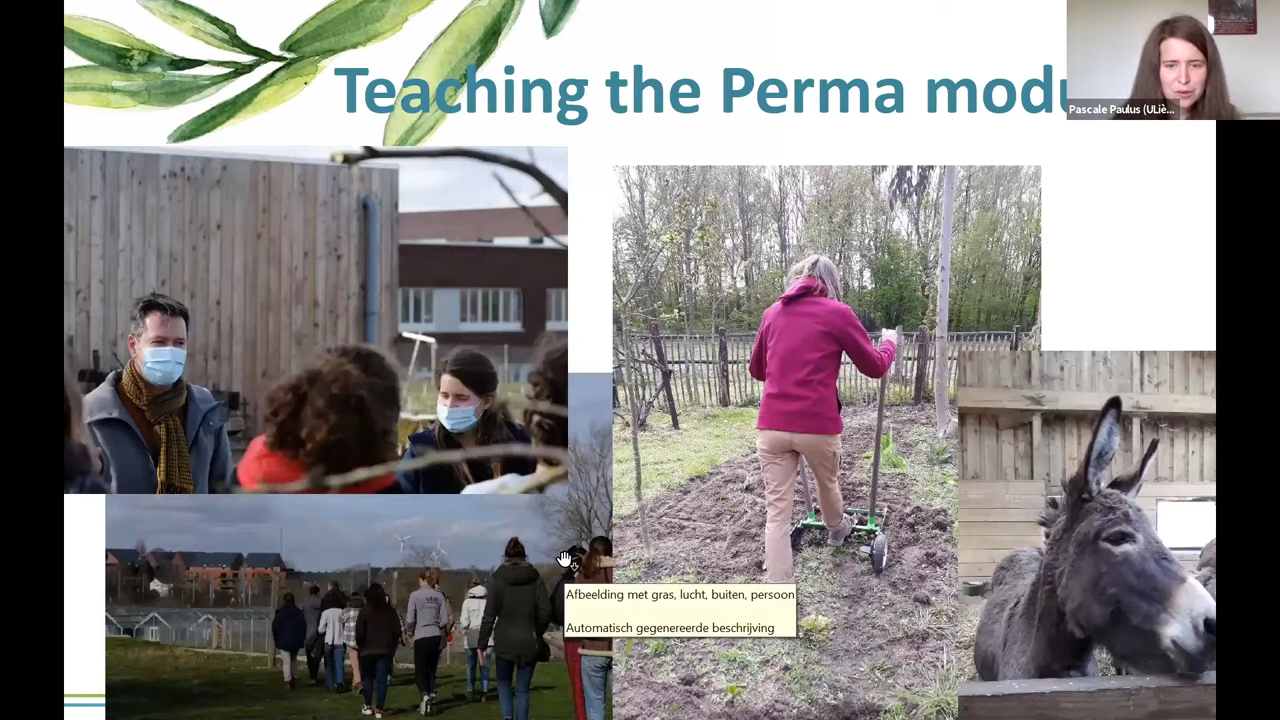 Teaching the Perma modu
Pascale Paulus (ULiè...
Afbeelding met gras, lucht, buiten, persoon
Automatisch gegenereerde beschrijving